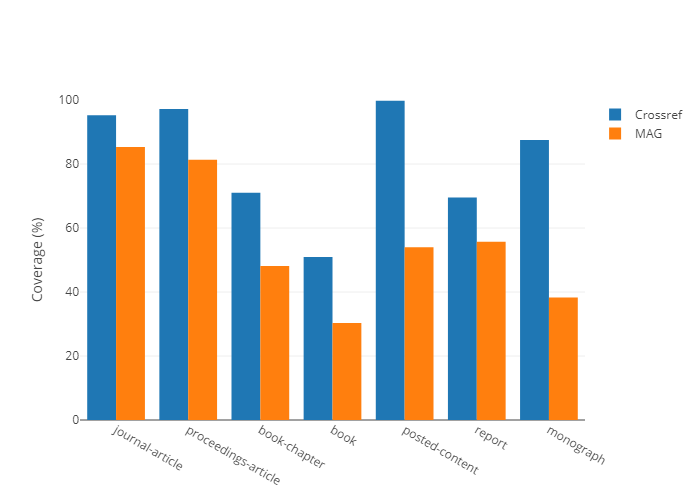 100
80
60
40
20
0
Coverage (%)
journal-article
proceedings-article
book-chapter
book
posted-content
report
monograph
Crossref
MAG